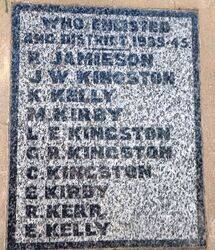 WHO ENLISTED
AND DISTRICT 1939-45
R JAMIESON
J W KINGSTON
K KELLY
M KIRBY
L E KINGSTON
G H KINGSTON
C KINGSTON
E KIRBY
F KERR
E. KELLY